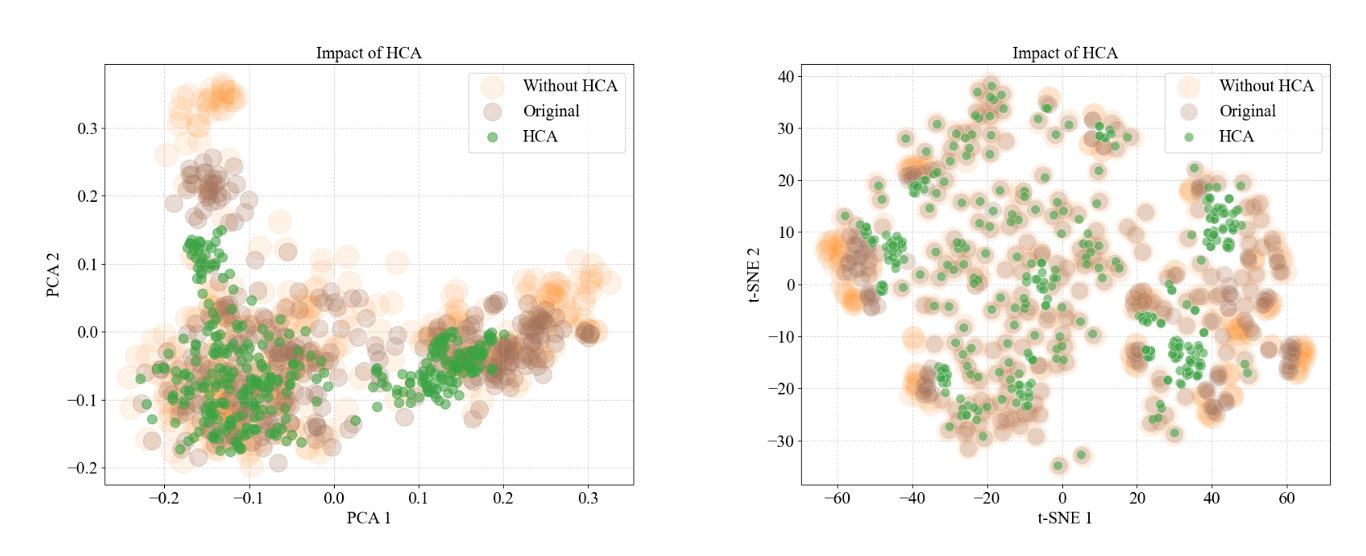 Impact of HCA
Without HCA
Original
HCA
0.3
0.2
0.1
0.0
−0.1
−0.2
PCA 2
−0.2
−0.1
0.0
0.1
0.2
0.3
PCA 1
Impact of HCA
Without HCA
Original
HCA
40
30
20
10
0
−10
−20
−30
t-SNE 2
−60
−40
−20
0
20
40
60
t-SNE 1